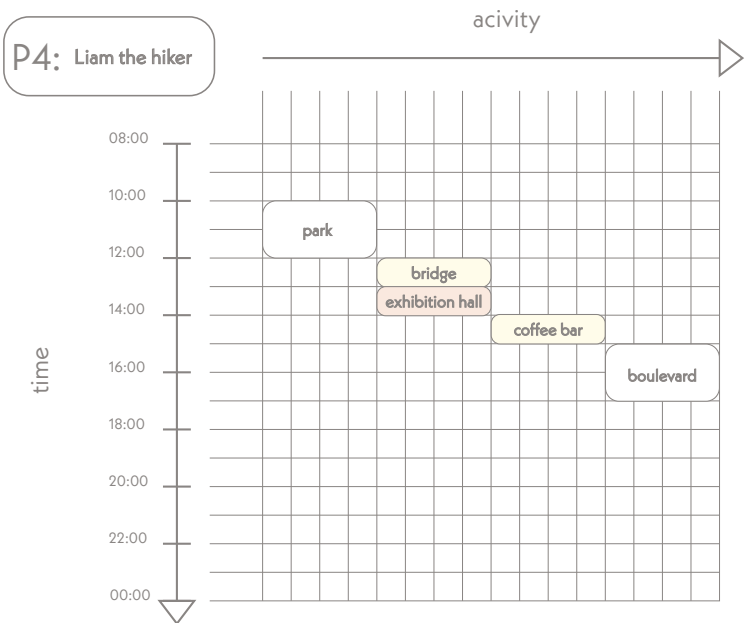 acivity
P4: Liam the hiker
08:00
10:00
park
12:00
bridge
exhibition hall
14:00
coffee bar
time
16:00
boulevard
18:00
20:00
22:00
00:00